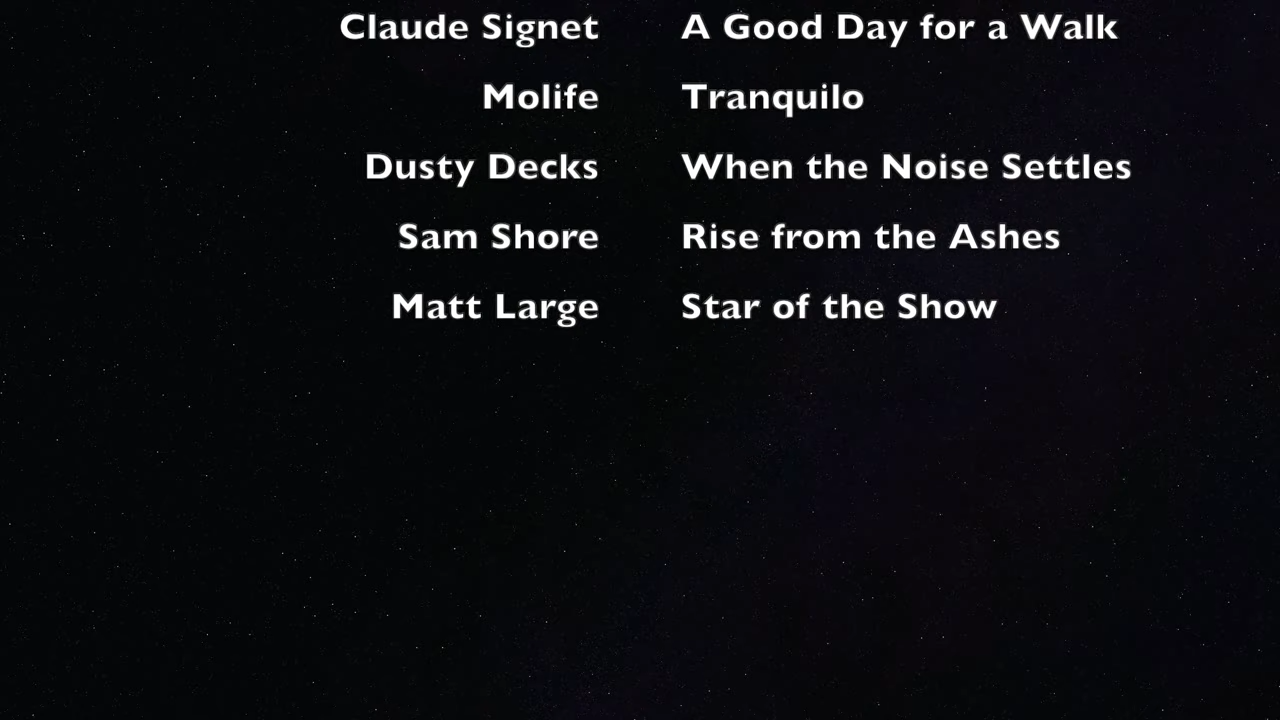 Claude Signet A Good Day for a Walk
Molife Tranquilo
Dusty Decks When the Noise Settles
Sam Shore Rise from the Ashes
Matt Large Star of the Show